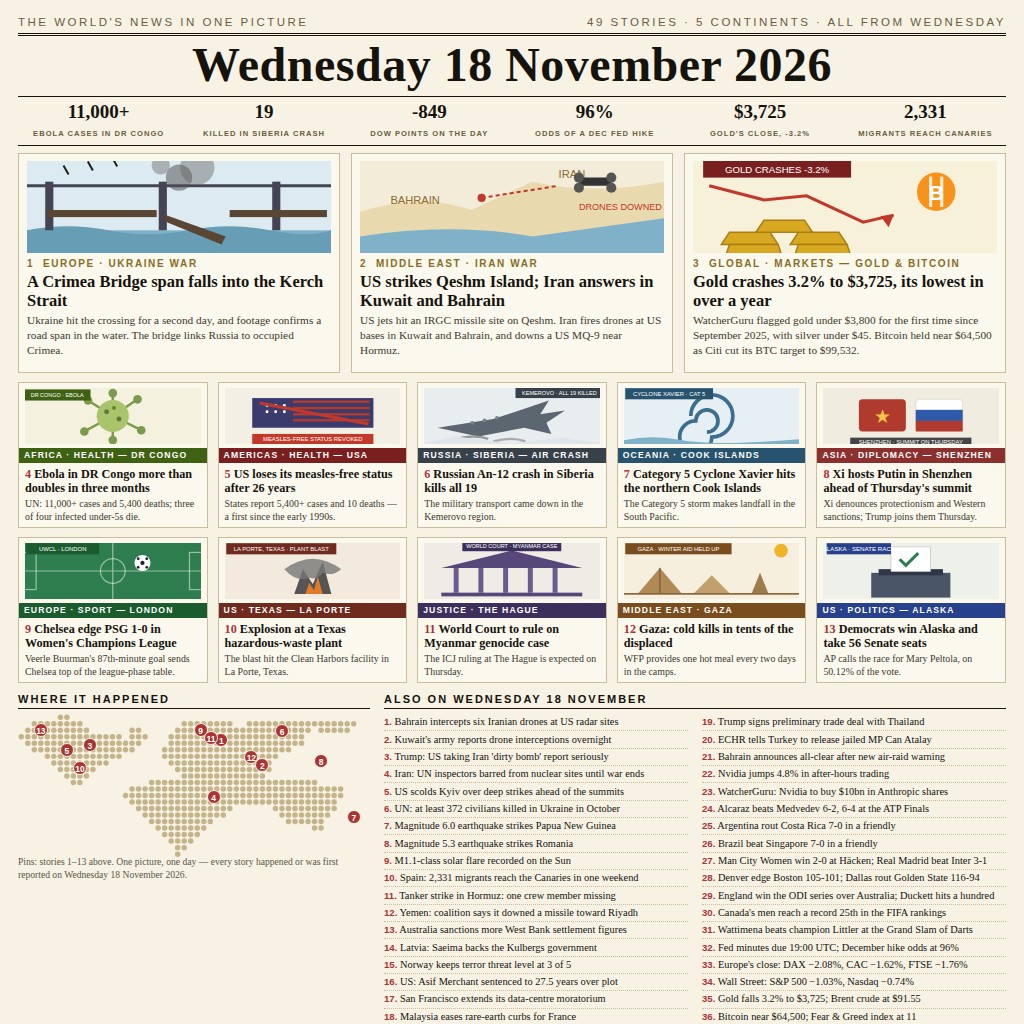 THE WORLD'S NEWS IN ONE PICTURE
49 STORIES · 5 CONTINENTS · ALL FROM WEDNESDAY
Wednesday 18 November 2026
11,000+
EBOLA CASES IN DR CONGO
19
KILLED IN SIBERIA CRASH
-849
DOW POINTS ON THE DAY
96%
ODDS OF A DEC FED HIKE
$3,725
GOLD'S CLOSE, -3.2%
2,331
MIGRANTS REACH CANARIES
1 EUROPE · UKRAINE WAR
A Crimea Bridge span falls into the Kerch
Strait
Ukraine hit the crossing for a second day, and footage confirms a
road span in the water. The bridge links Russia to occupied
Crimea.
BAHRAIN
IRAN
DRONES DOWNED
2 MIDDLE EAST · IRAN WAR
US strikes Qeshm Island; Iran answers in
Kuwait and Bahrain
US jets hit an IRGC missile site on Qeshm. Iran fires drones at US
bases in Kuwait and Bahrain, and downs a US MQ-9 near
Hormuz.
GOLD CRASHES -3.2%
3 GLOBAL · MARKETS — GOLD & BITCOIN
Gold crashes 3.2% to $3,725, its lowest in
over a year
WatcherGuru flagged gold under $3,800 for the first time since
September 2025, with silver under $45. Bitcoin held near $64,500
as Citi cut its BTC target to $99,532.
DR CONGO · EBOLA
AFRICA · HEALTH — DR CONGO
4 Ebola in DR Congo more than
doubles in three months
UN: 11,000+ cases and 5,400 deaths; three
of four infected under-5s die.
MEASLES-FREE STATUS REVOKED
AMERICAS · HEALTH — USA
5 US loses its measles-free status
after 26 years
States report 5,400+ cases and 10 deaths —
a first since the early 1990s.
KEMEROVO · ALL 19 KILLED
RUSSIA · SIBERIA — AIR CRASH
6 Russian An-12 crash in Siberia
kills all 19
The military transport came down in the
Kemerovo region.
CYCLONE XAVIER · CAT 5
OCEANIA · COOK ISLANDS
7 Category 5 Cyclone Xavier hits
the northern Cook Islands
The Category 5 storm makes landfall in the
South Pacific.
SHENZHEN · SUMMIT ON THURSDAY
ASIA · DIPLOMACY — SHENZHEN
8 Xi hosts Putin in Shenzhen
ahead of Thursday's summit
Xi denounces protectionism and Western
sanctions; Trump joins them Thursday.
UWCL · LONDON
EUROPE · SPORT — LONDON
9 Chelsea edge PSG 1-0 in
Women's Champions League
Veerle Buurman's 87th-minute goal sends
Chelsea top of the league-phase table.
LA PORTE, TEXAS · PLANT BLAST
US · TEXAS — LA PORTE
10 Explosion at a Texas
hazardous-waste plant
The blast hit the Clean Harbors facility in
La Porte, Texas.
WORLD COURT · MYANMAR CASE
JUSTICE · THE HAGUE
11 World Court to rule on
Myanmar genocide case
The ICJ ruling at The Hague is expected on
Thursday.
GAZA · WINTER AID HELD UP
MIDDLE EAST · GAZA
12 Gaza: cold kills in tents of the
displaced
WFP provides one hot meal every two days
in the camps.
LASKA · SENATE RAC
US · POLITICS — ALASKA
13 Democrats win Alaska and
take 56 Senate seats
AP calls the race for Mary Peltola, on
50.12% of the vote.
WHERE IT HAPPENED
13
5
3
10
9
11
1
6
12
2
8
4
7
Pins: stories 1–13 above. One picture, one day — every story happened or was first
reported on Wednesday 18 November 2026.
ALSO ON WEDNESDAY 18 NOVEMBER
1. Bahrain intercepts six Iranian drones at US radar sites
2. Kuwait's army reports drone interceptions overnight
3. Trump: US taking Iran 'dirty bomb' report seriously
4. Iran: UN inspectors barred from nuclear sites until war ends
5. US scolds Kyiv over deep strikes ahead of the summits
6. UN: at least 372 civilians killed in Ukraine in October
7. Magnitude 6.0 earthquake strikes Papua New Guinea
8. Magnitude 5.3 earthquake strikes Romania
9. M1.1-class solar flare recorded on the Sun
10. Spain: 2,331 migrants reach the Canaries in one weekend
11. Tanker strike in Hormuz: one crew member missing
12. Yemen: coalition says it downed a missile toward Riyadh
13. Australia sanctions more West Bank settlement figures
14. Latvia: Saeima backs the Kulbergs government
15. Norway keeps terror threat level at 3 of 5
16. US: Asif Merchant sentenced to 27.5 years over plot
17. San Francisco extends its data-centre moratorium
18. Malaysia eases rare-earth curbs for France
19. Trump signs preliminary trade deal with Thailand
20. ECHR tells Turkey to release jailed MP Can Atalay
21. Bahrain announces all-clear after new air-raid warning
22. Nvidia jumps 4.8% in after-hours trading
23. WatcherGuru: Nvidia to buy $10bn in Anthropic shares
24. Alcaraz beats Medvedev 6-2, 6-4 at the ATP Finals
25. Argentina rout Costa Rica 7-0 in a friendly
26. Brazil beat Singapore 7-0 in a friendly
27. Man City Women win 2-0 at Häcken; Real Madrid beat Inter 3-1
28. Denver edge Boston 105-101; Dallas rout Golden State 116-94
29. England win the ODI series over Australia; Duckett hits a hundred
30. Canada's men reach a record 25th in the FIFA rankings
31. Wattimena beats champion Littler at the Grand Slam of Darts
32. Fed minutes due 19:00 UTC; December hike odds at 96%
33. Europe's close: DAX −2.08%, CAC −1.62%, FTSE −1.76%
34. Wall Street: S&P 500 −1.03%, Nasdaq −0.74%
35. Gold falls 3.2% to $3,725; Brent crude at $91.55
36. Bitcoin near $64,500; Fear & Greed index at 11